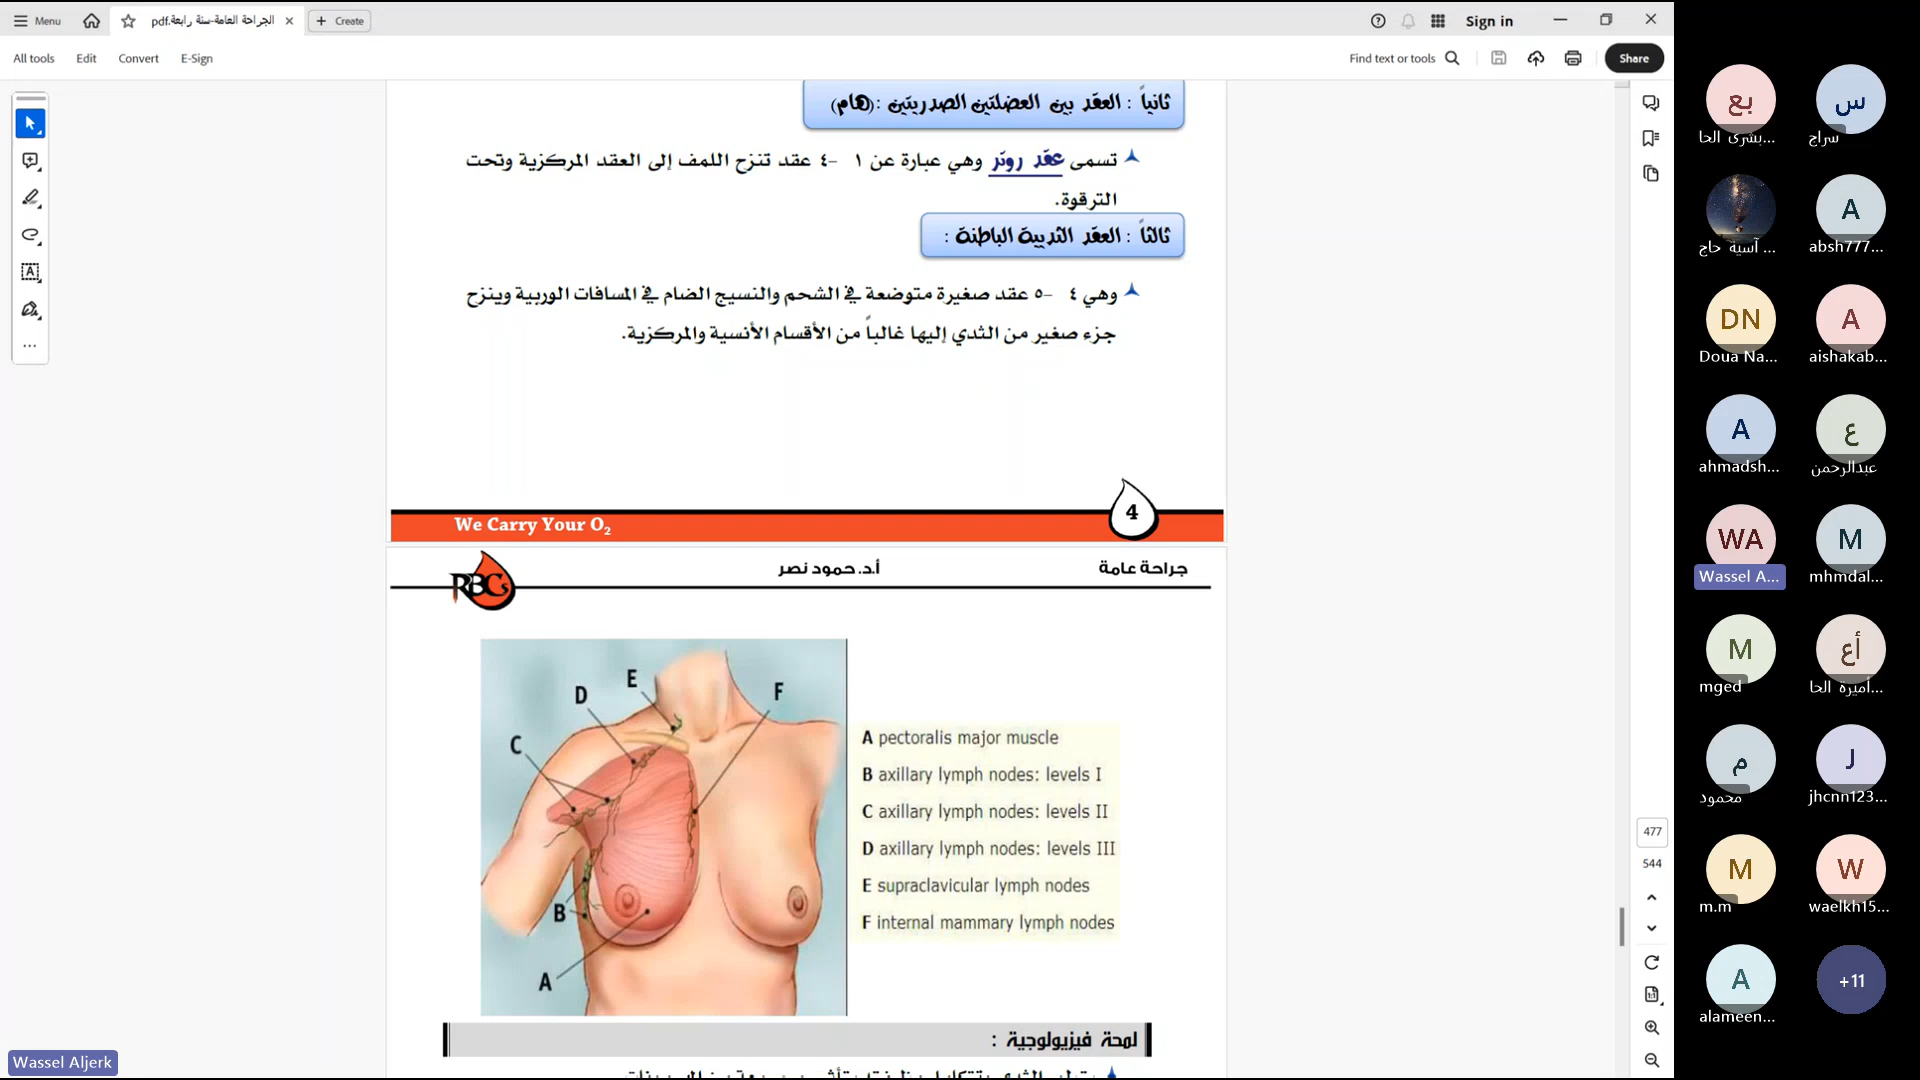 Menu
الجراحة العامة-سنة رابعة.pdf
Create
Sign in
All tools
Edit
Convert
E-Sign
Find text or tools
Share
ثانياً : العقد بين العضلتين الصدريتين :(هام)
تسمى عقد روتر وهي عبارة عن ١ -٤ عقد تنزح اللمف إلى العقد المركزية وتحت
الترقوة.
ثالثاً : العقد الثديية الباطنة :
وهي ٤ -٥ عقد صغيرة متوضعة في الشحم والنسيج الضام في المسافات الوربية وينزح
جزء صغير من الثدي إليها غالباً من الأقسام الأنسية والمركزية.
We Carry Your O₂
4
جراحة عامة
أ.د. حمود نصر
RBCs
A
B
C
D
E
F
A pectoralis major muscle
B axillary lymph nodes: levels I
C axillary lymph nodes: levels II
D axillary lymph nodes: levels III
E supraclavicular lymph nodes
F internal mammary lymph nodes
لمحة فيزيولوجية :
477
544
Wassel Aljerk
بع
بشرى الحا...
س
سراج
آسية حاج ...
A
absh777...
DN
Doua Na...
A
aishakab...
A
ahmadsh...
ع
عبدالرحمن
WA
Wassel A...
M
mhmdal...
M
mged
أع
أميرة الحا...
م
محمود
J
jhcnn123...
M
m.m
W
waelkh15...
A
alameen...
+11